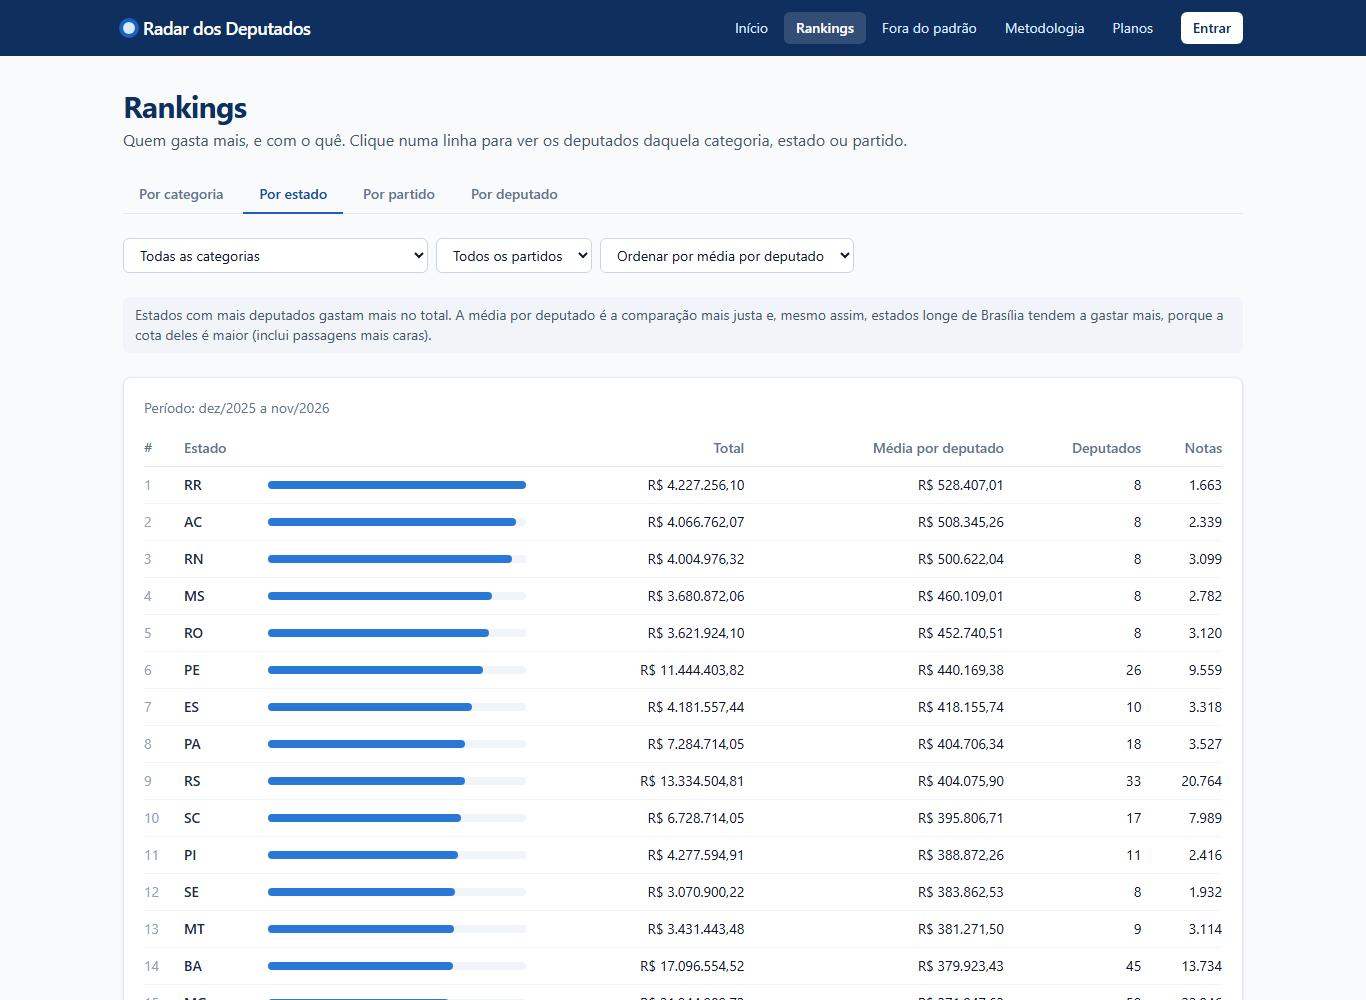 Radar dos Deputados
Início
Rankings
Fora do padrão
Metodologia
Planos
Entrar
Rankings
Quem gasta mais, e com o quê. Clique numa linha para ver os deputados daquela categoria, estado ou partido.
Por categoria
Por estado
Por partido
Por deputado
Todas as categorias
Todos os partidos
Ordenar por média por deputado
Estados com mais deputados gastam mais no total. A média por deputado é a comparação mais justa e, mesmo assim, estados longe de Brasília tendem a gastar mais, porque a
cota deles é maior (inclui passagens mais caras).
Período: dez/2025 a nov/2026
# Estado Total Média por deputado Deputados Notas
1 RR R$ 4.227.256,10 R$ 528.407,01 8 1.663
2 AC R$ 4.066.762,07 R$ 508.345,26 8 2.339
3 RN R$ 4.004.976,32 R$ 500.622,04 8 3.099
4 MS R$ 3.680.872,06 R$ 460.109,01 8 2.782
5 RO R$ 3.621.924,10 R$ 452.740,51 8 3.120
6 PE R$ 11.444.403,82 R$ 440.169,38 26 9.559
7 ES R$ 4.181.557,44 R$ 418.155,74 10 3.318
8 PA R$ 7.284.714,05 R$ 404.706,34 18 3.527
9 RS R$ 13.334.504,81 R$ 404.075,90 33 20.764
10 SC R$ 6.728.714,05 R$ 395.806,71 17 7.989
11 PI R$ 4.277.594,91 R$ 388.872,26 11 2.416
12 SE R$ 3.070.900,22 R$ 383.862,53 8 1.932
13 MT R$ 3.431.443,48 R$ 381.271,50 9 3.114
14 BA R$ 17.096.554,52 R$ 379.923,43 45 13.734